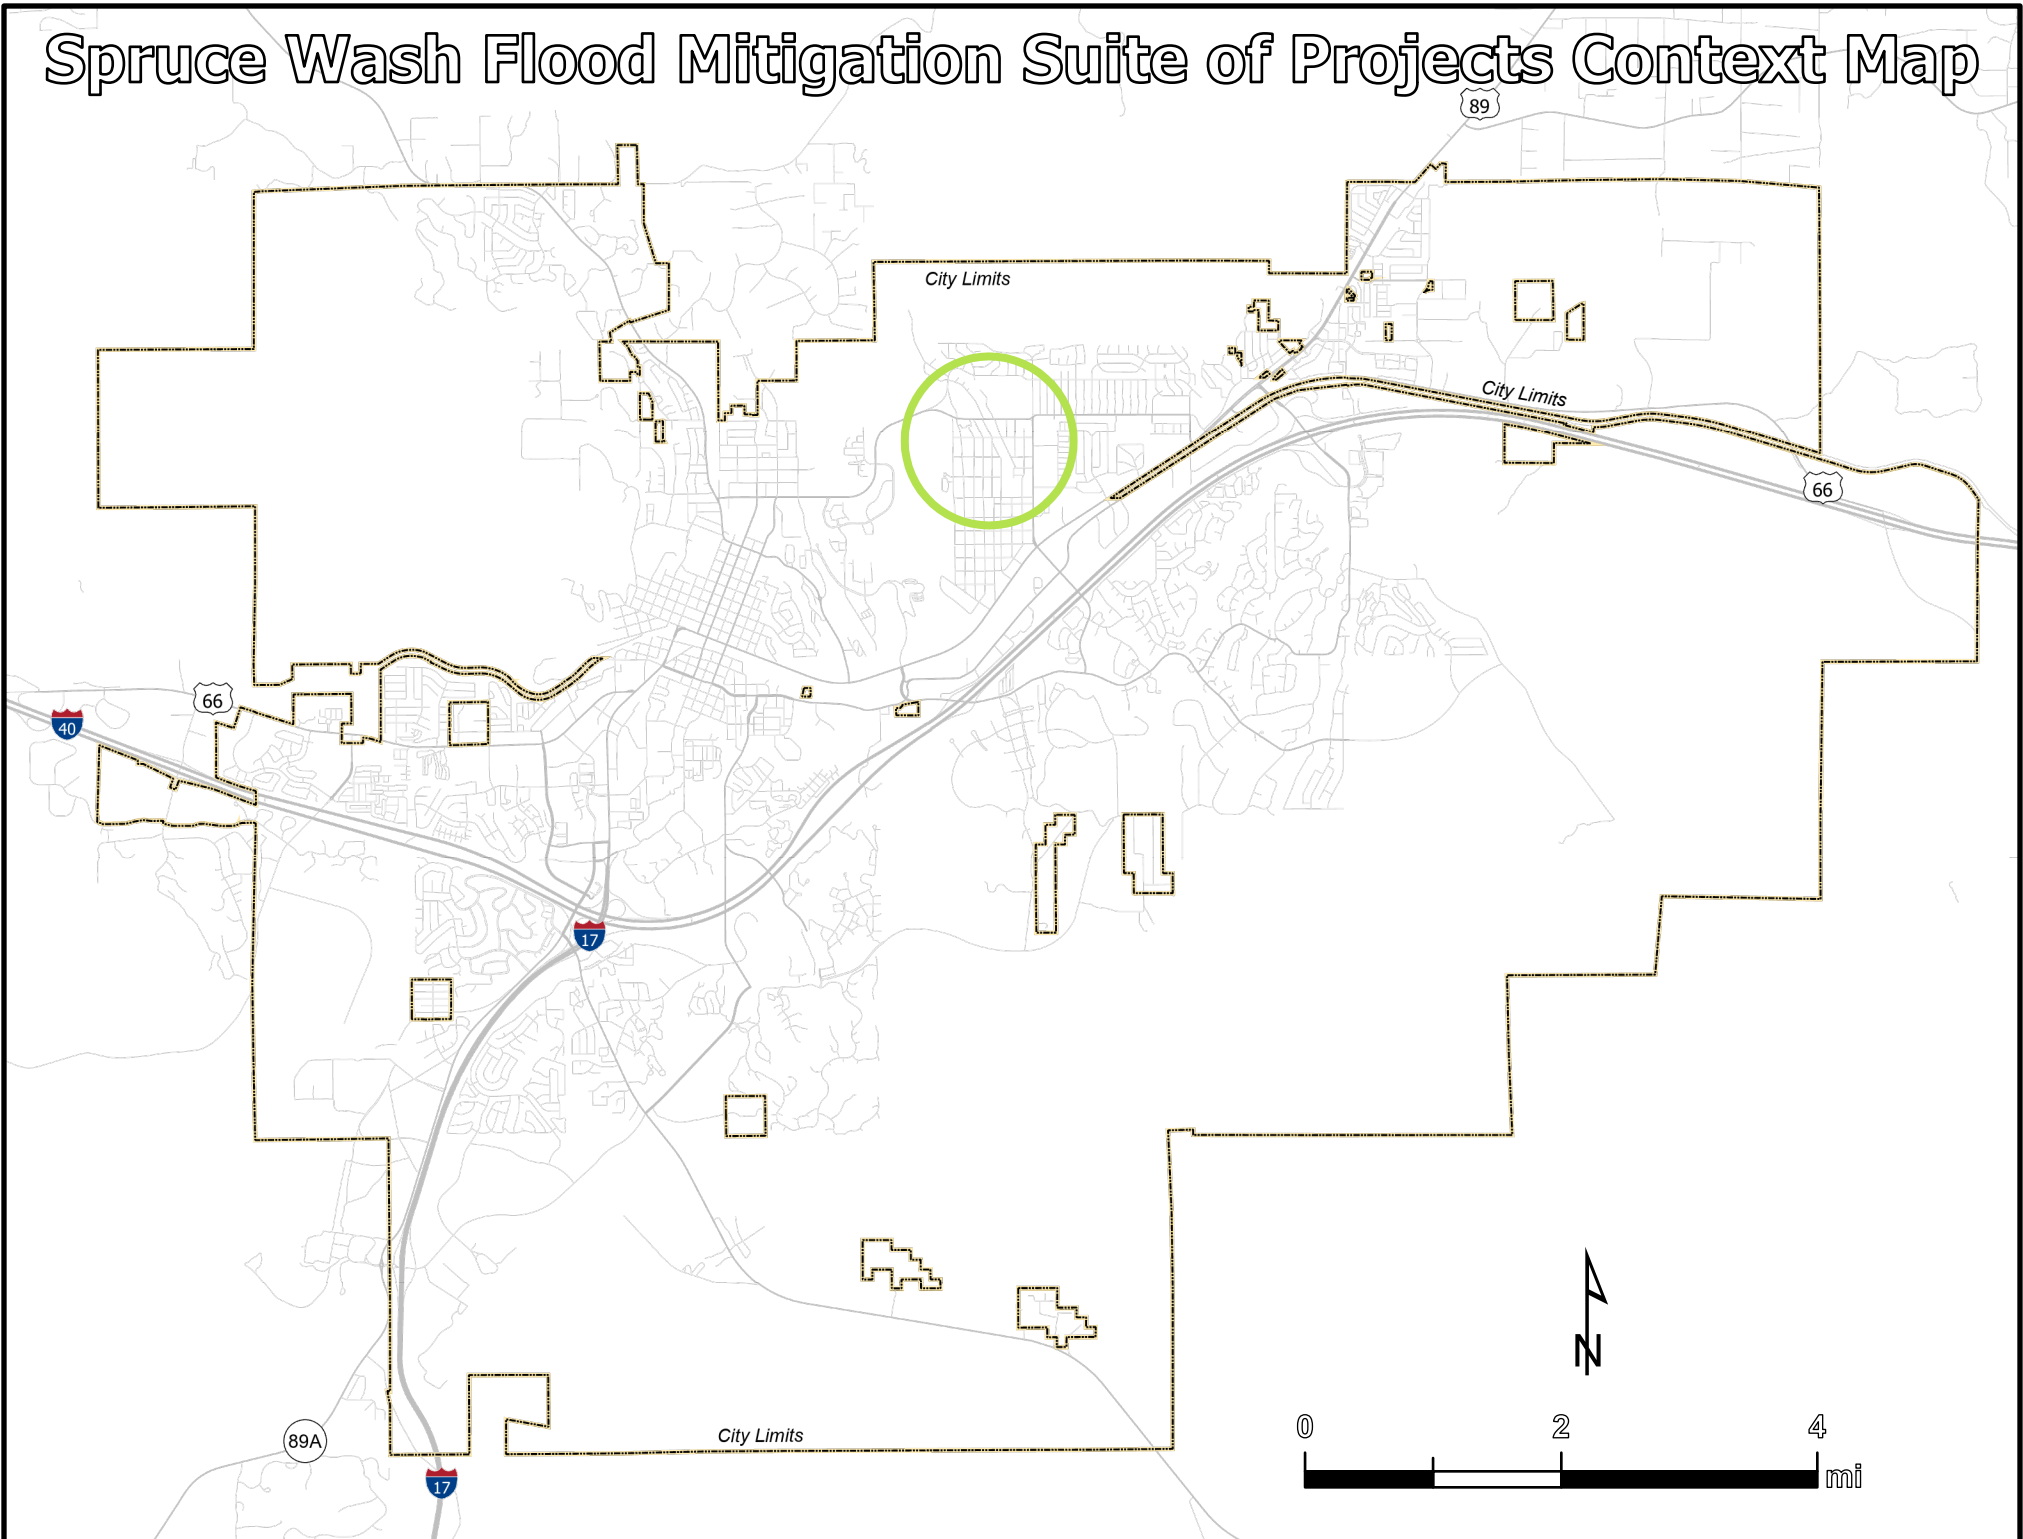 Spruce Wash Flood Mitigation Suite of Projects Context Map
89
City Limits
City Limits
66
66
40
17
89A
City Limits
17
N
0 2 4
mi